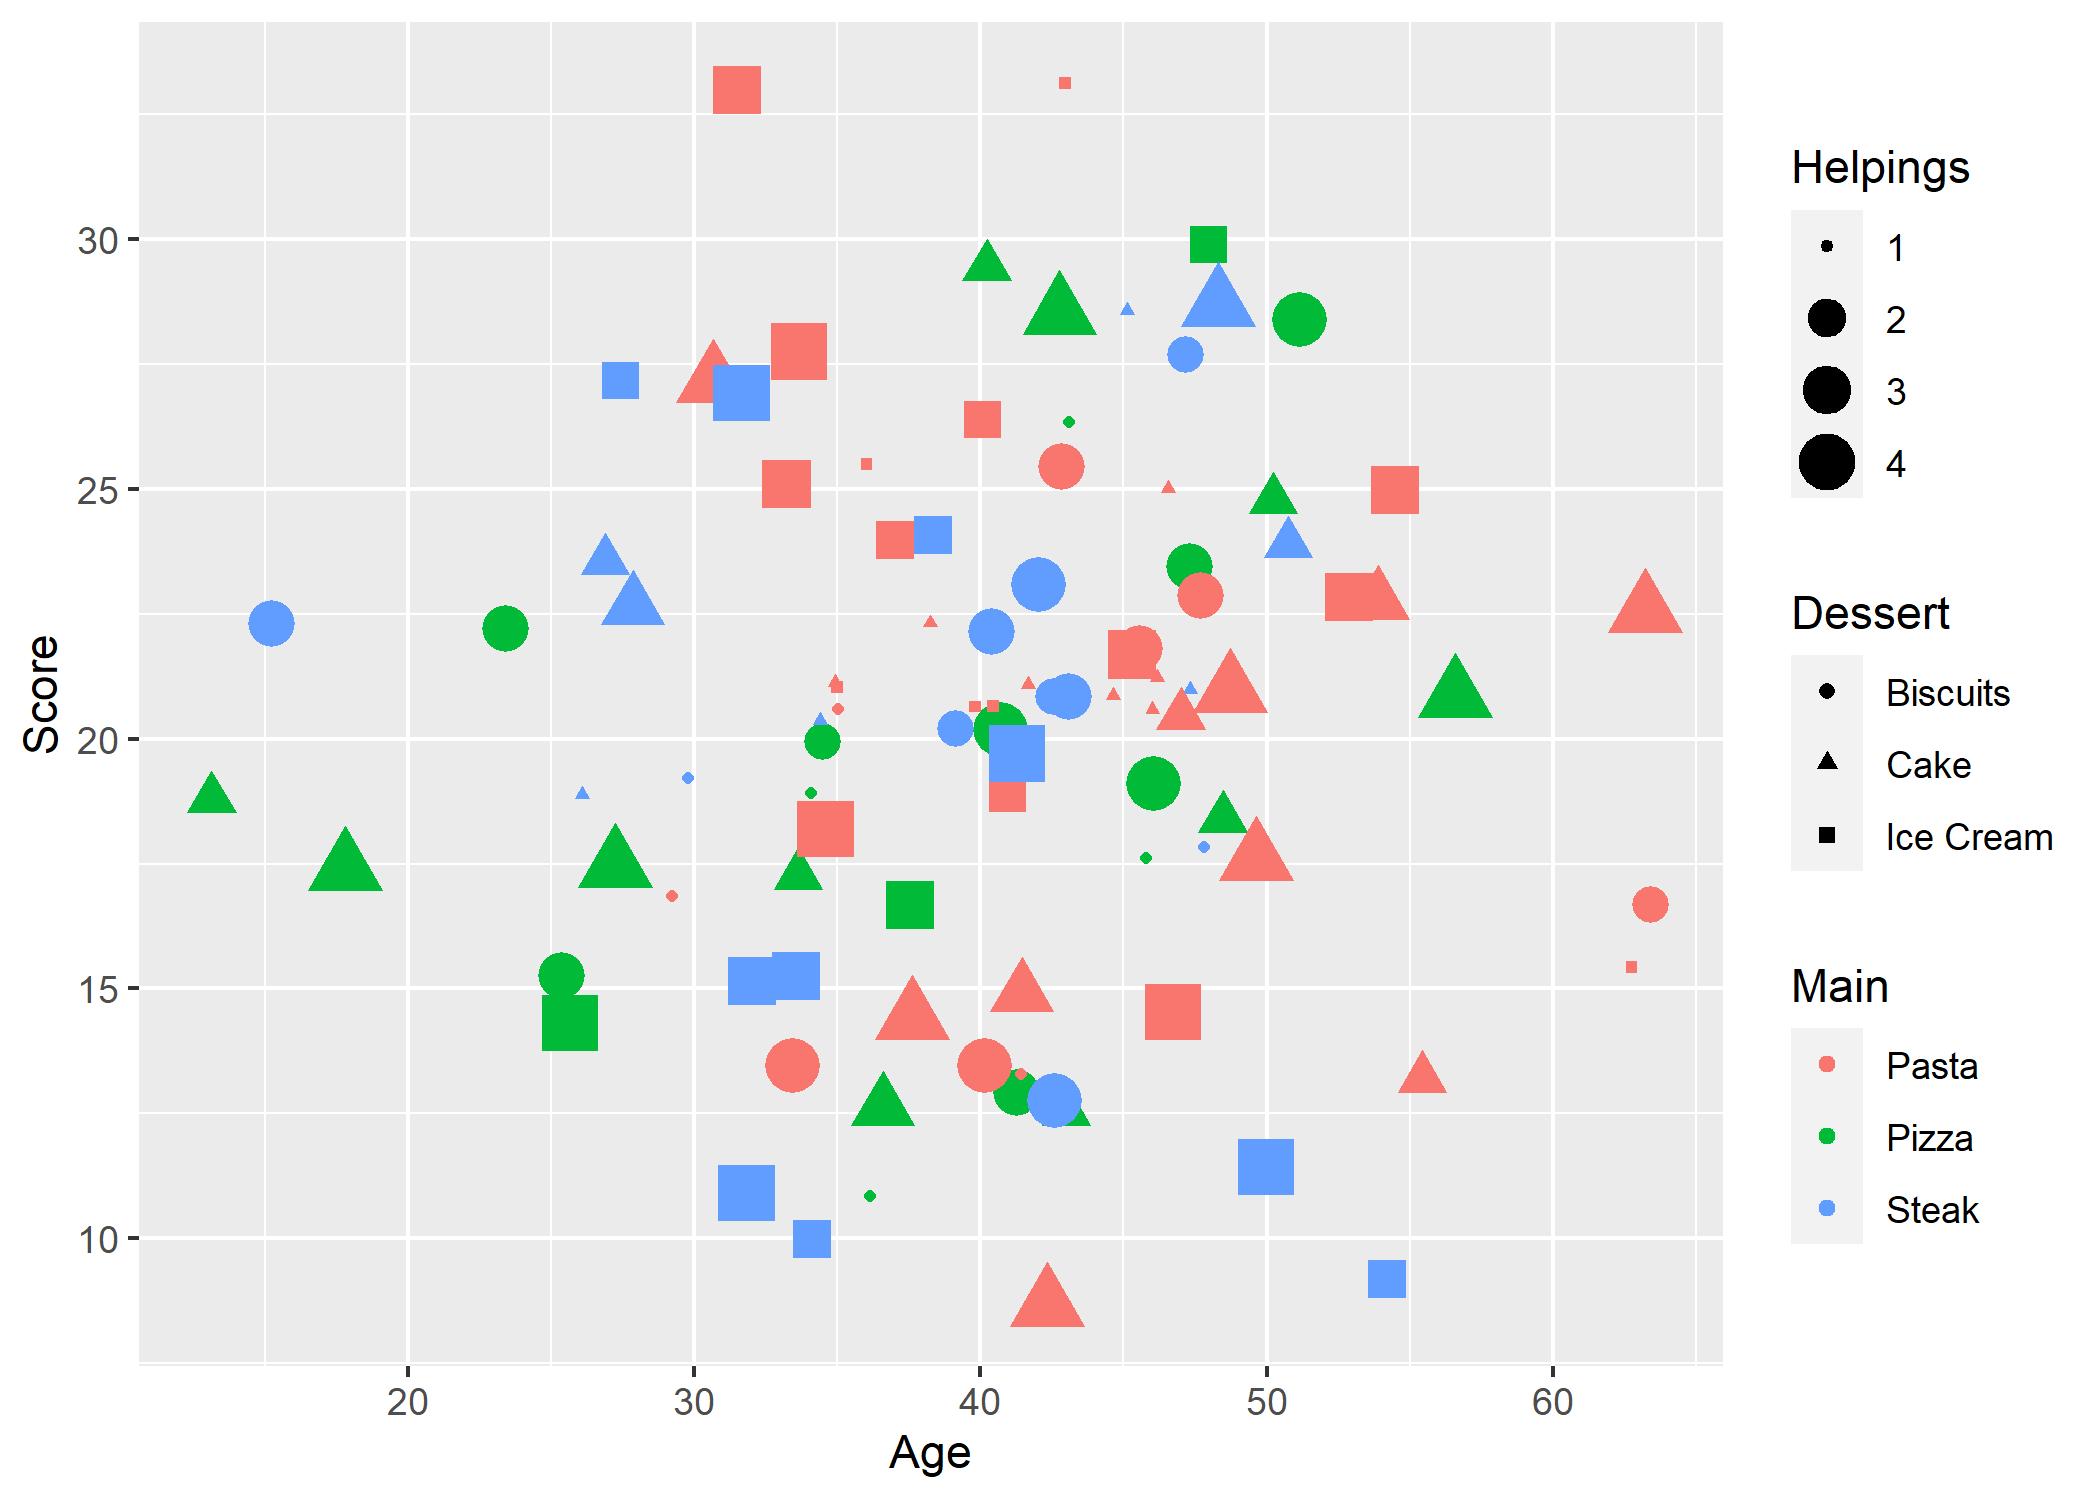 30
25
20
15
10
Score
20 30 40 50 60
Age
Helpings
1
2
3
4
Dessert
Biscuits
Cake
Ice Cream
Main
Pasta
Pizza
Steak